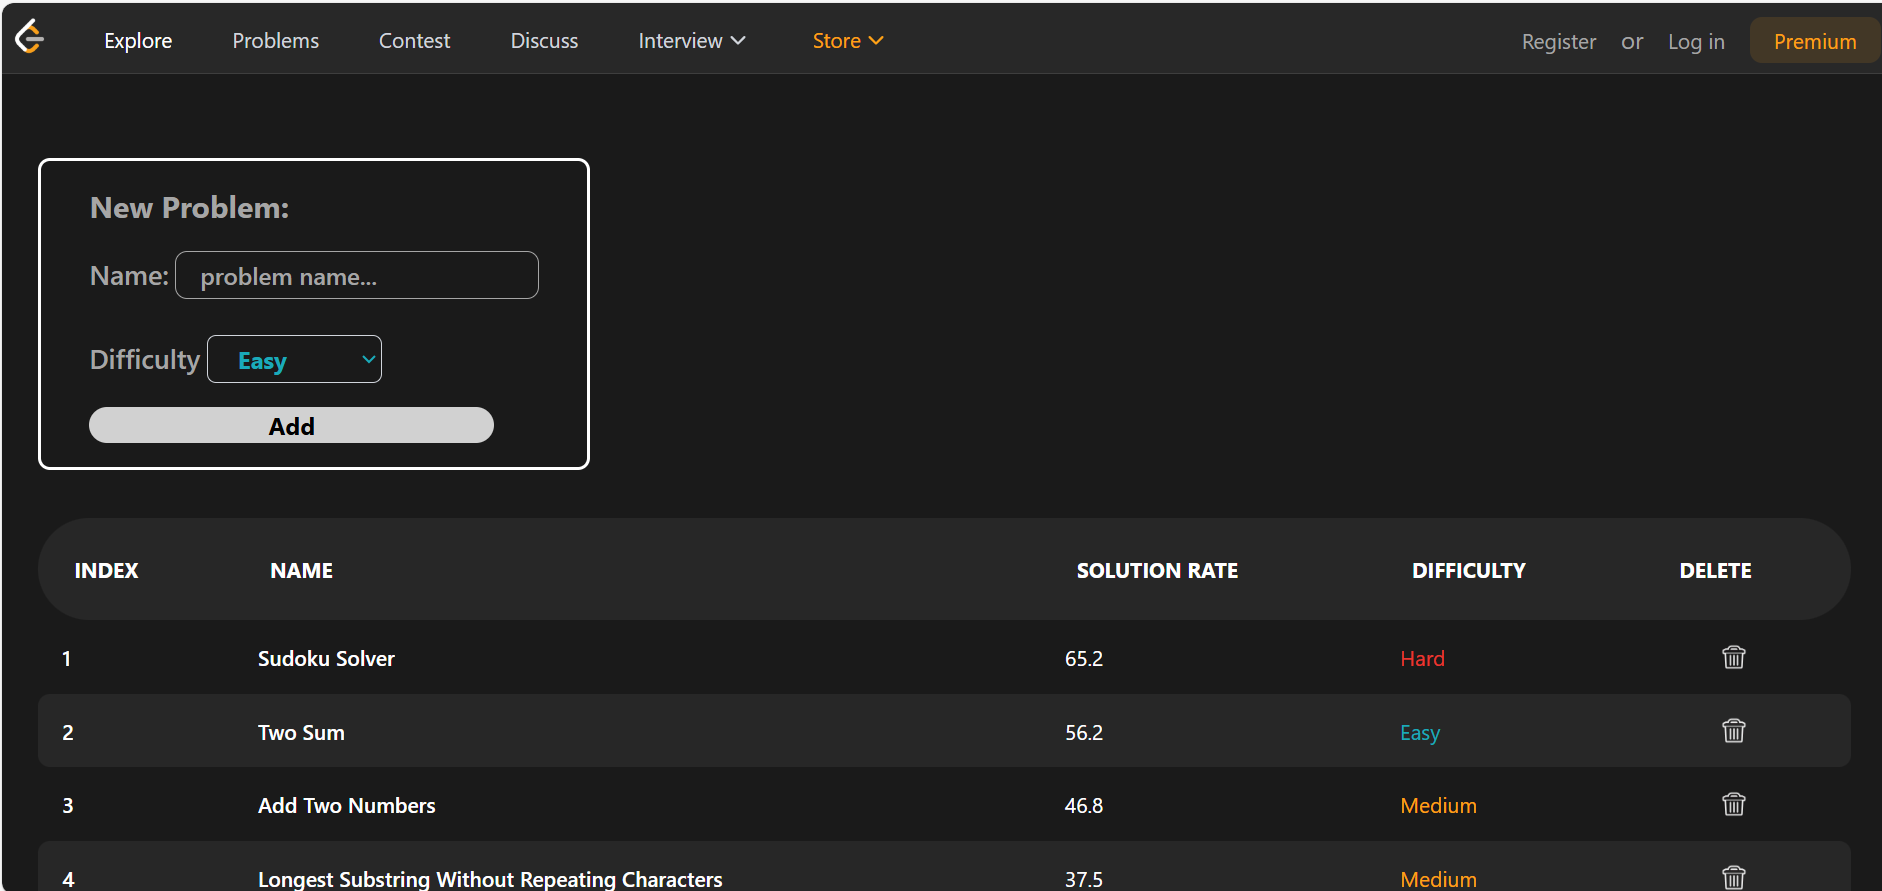 Explore Problems Contest Discuss Interview Store Register or Log in Premium
New Problem:
Name: problem name...
Difficulty Easy
Add
INDEX NAME SOLUTION RATE DIFFICULTY DELETE
1 Sudoku Solver 65.2 Hard
2 Two Sum 56.2 Easy
3 Add Two Numbers 46.8 Medium
4 Longest Substring Without Repeating Characters 37.5 Medium